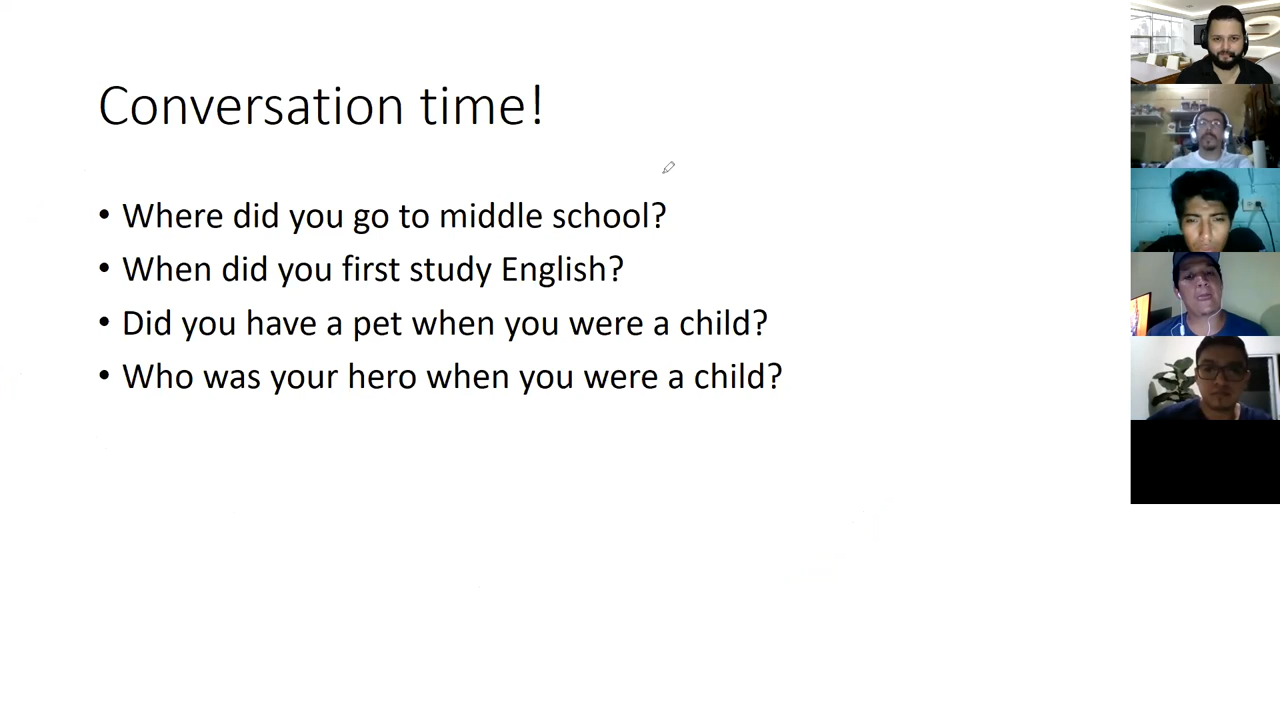 Conversation time!
• Where did you go to middle school?
• When did you first study English?
• Did you have a pet when you were a child?
• Who was your hero when you were a child?